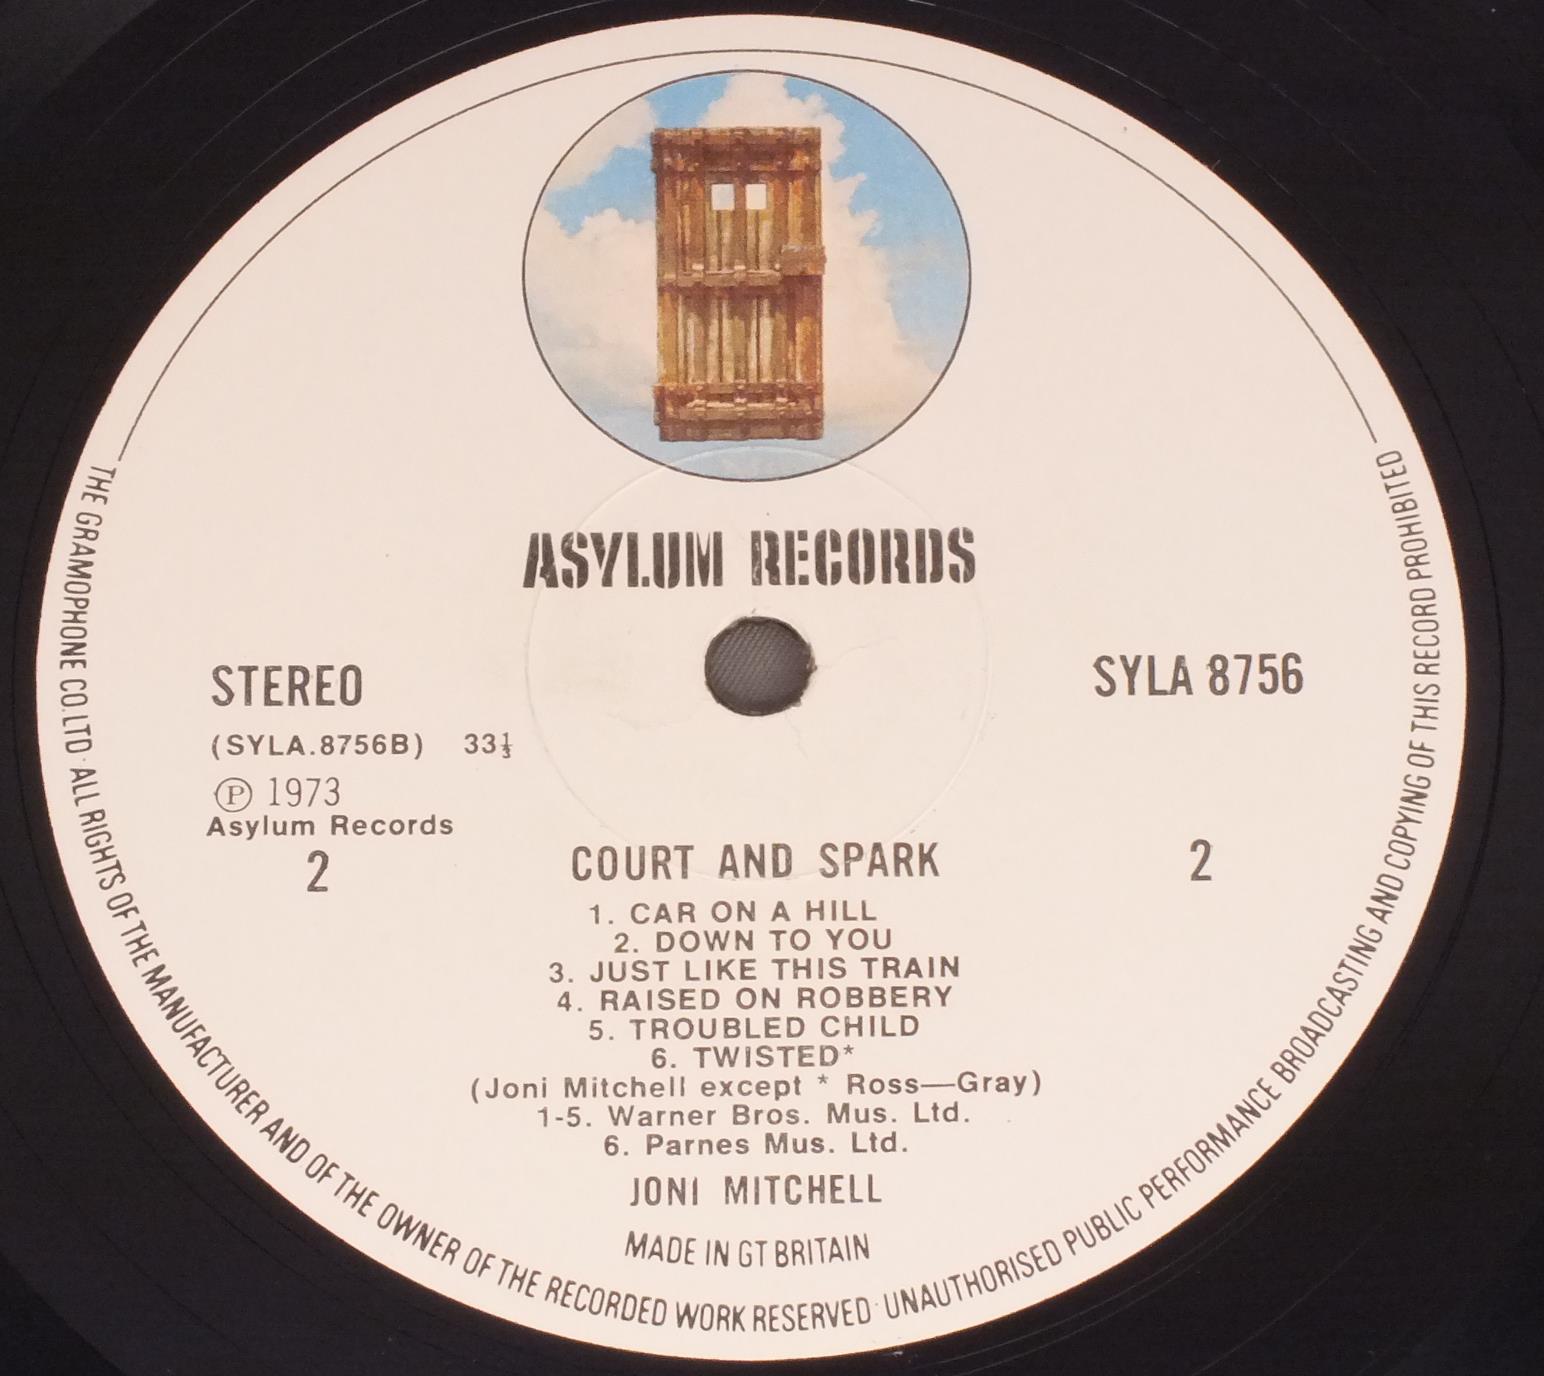 ASYLUM RECORDS
STEREO
SYLA 8756
(SYLA.8756B) 33⅓
Ⓟ 1973
Asylum Records
2
2
COURT AND SPARK
1. CAR ON A HILL
2. DOWN TO YOU
3. JUST LIKE THIS TRAIN
4. RAISED ON ROBBERY
5. TROUBLED CHILD
6. TWISTED*
(Joni Mitchell except * Ross—Gray)
1-5. Warner Bros. Mus. Ltd.
6. Parnes Mus. Ltd.
JONI MITCHELL
MADE IN GT BRITAIN
THE GRAMOPHONE CO. LTD · ALL RIGHTS OF THE MANUFACTURER AND OF THE OWNER OF THE RECORDED WORK RESERVED · UNAUTHORISED PUBLIC PERFORMANCE BROADCASTING AND COPYING OF THIS RECORD PROHIBITED